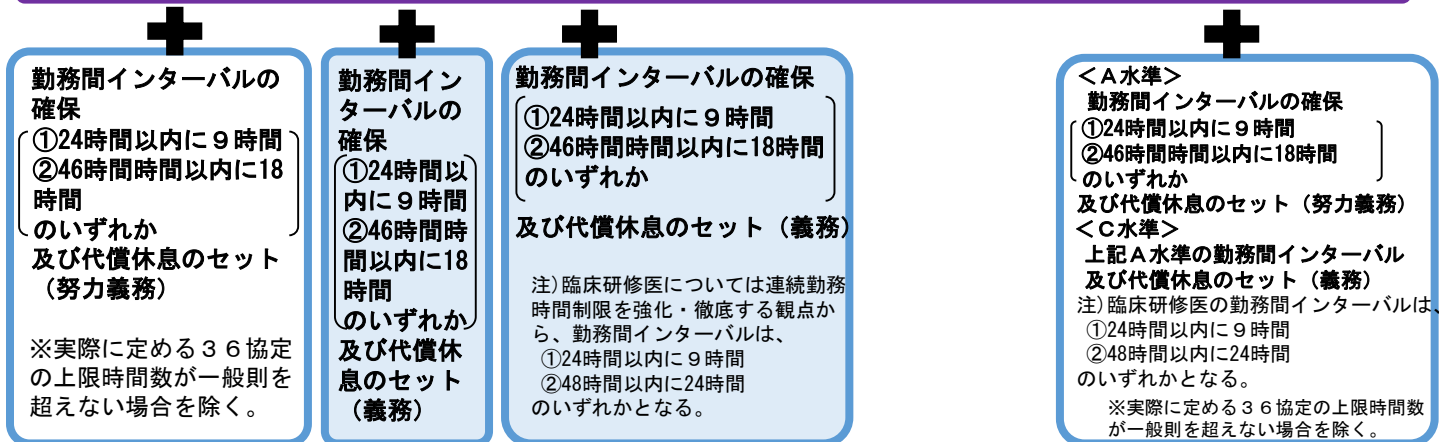 勤務間インターバルの
確保
①24時間以内に９時間
②46時間時間以内に18
時間
のいずれか
及び代償休息のセット
（努力義務）
※実際に定める３６協定
の上限時間数が一般則を
超えない場合を除く。
勤務間イン
ターバルの
確保
①24時間以
内に９時間
②46時間時
間以内に18
時間
のいずれか
及び代償休
息のセット
（義務）
勤務間インターバルの確保
①24時間以内に９時間
②46時間時間以内に18時間
のいずれか
及び代償休息のセット（義務）
注）臨床研修医については連続勤務
時間制限を強化・徹底する観点か
ら、勤務間インターバルは、
①24時間以内に９時間
②48時間以内に24時間
のいずれかとなる。
＜Ａ水準＞
勤務間インターバルの確保
①24時間以内に９時間
②46時間時間以内に18時間
のいずれか
及び代償休息のセット（努力義務）
＜Ｃ水準＞
上記Ａ水準の勤務間インターバル
及び代償休息のセット（義務）
注）臨床研修医の勤務間インターバルは、
①24時間以内に９時間
②48時間以内に24時間
のいずれかとなる。
※実際に定める３６協定の上限時間数
が一般則を超えない場合を除く。